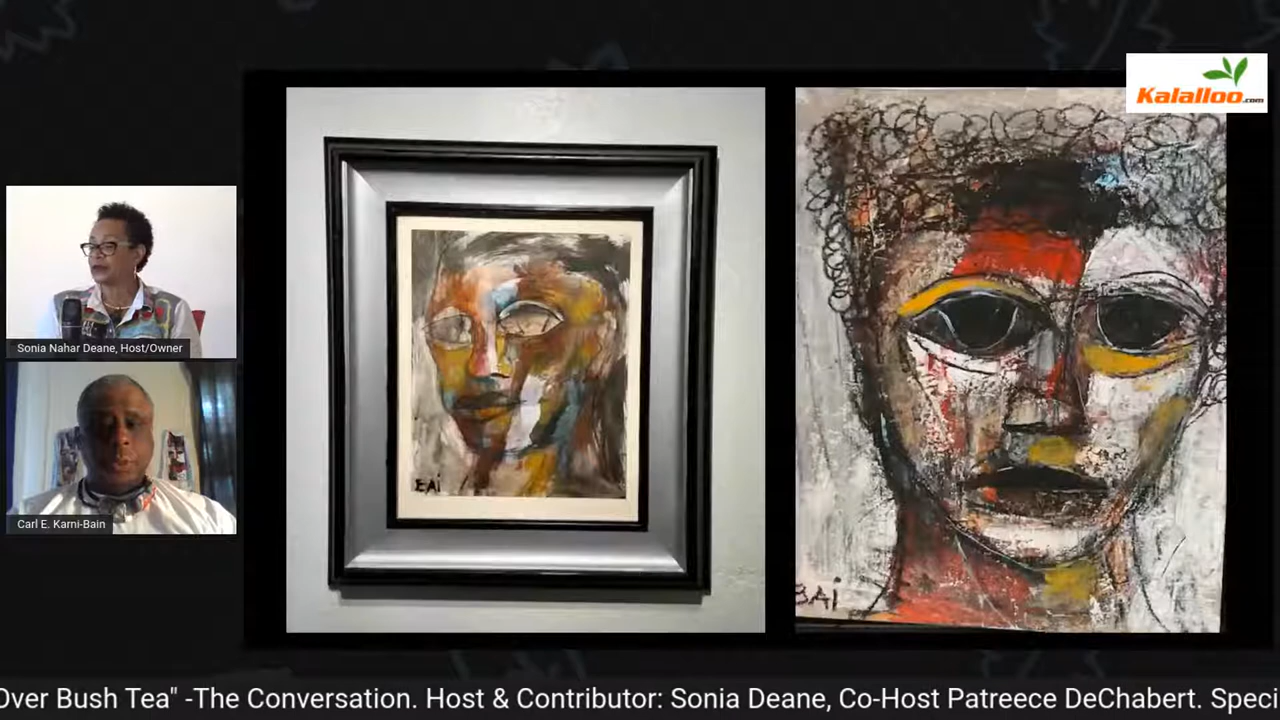 Kalalloo.com
Sonia Nahar Deane, Host/Owner
Carl E. Karni-Bain
BAi
BAi
Over Bush Tea" -The Conversation. Host & Contributor: Sonia Deane, Co-Host Patreece DeChabert. Speci